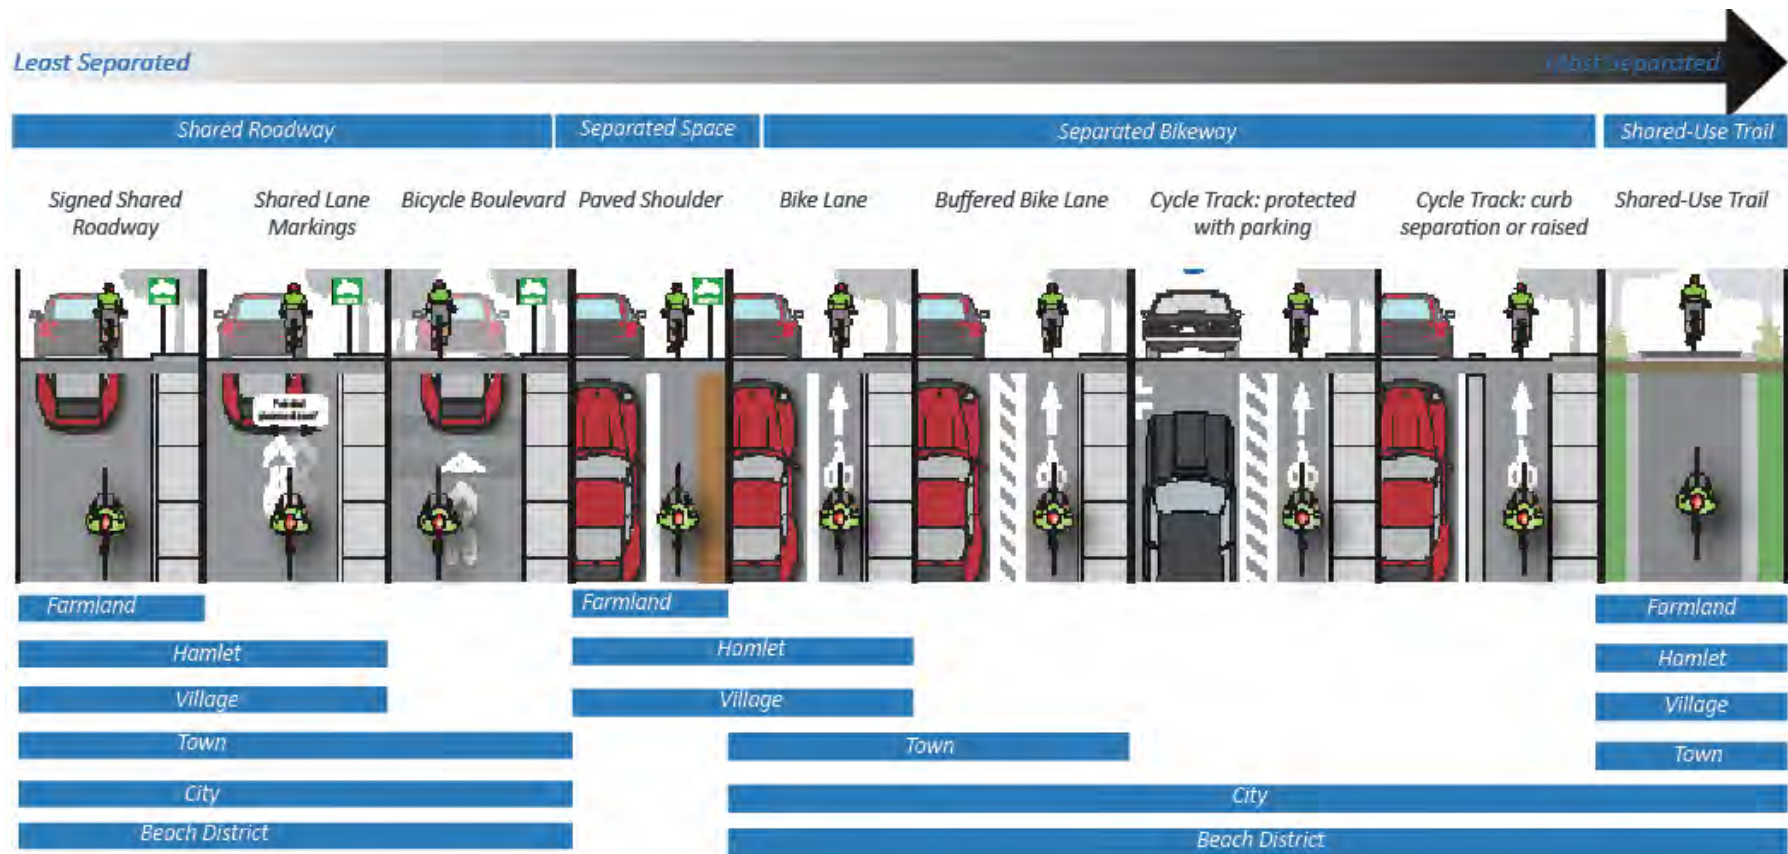 Least Separated
Most Separated
Shared Roadway
Separated Space
Separated Bikeway
Shared-Use Trail
Signed Shared
Roadway
Shared Lane
Markings
Bicycle Boulevard
Paved Shoulder
Bike Lane
Buffered Bike Lane
Cycle Track: protected
with parking
Cycle Track: curb
separation or raised
Shared-Use Trail
Farmland
Farmland
Farmland
Hamlet
Hamlet
Hamlet
Village
Village
Village
Town
Town
Town
City
City
Beach District
Beach District